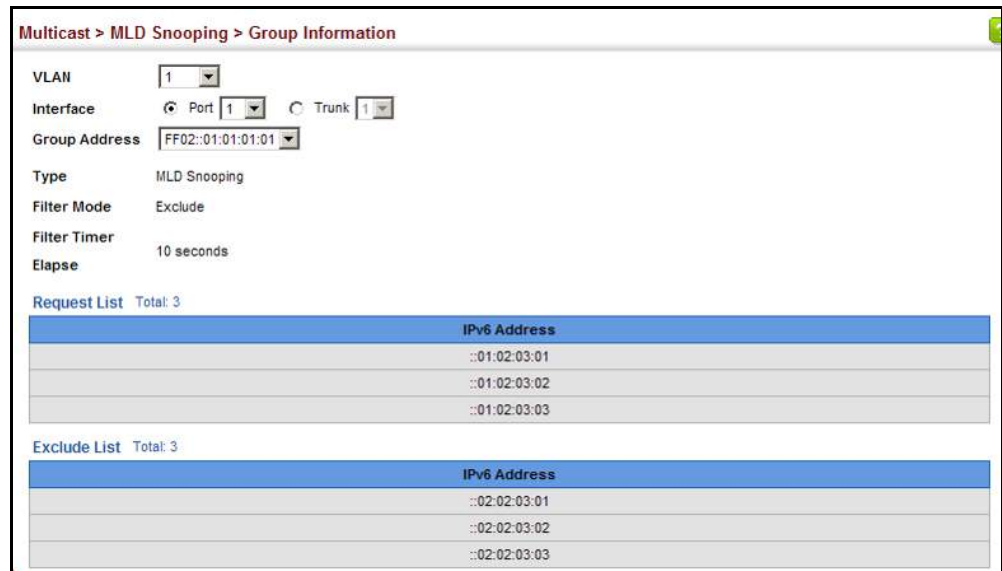 Multicast > MLD Snooping > Group Information
VLAN 1
Interface Port 1 Trunk 1
Group Address FF02::01:01:01:01
Type MLD Snooping
Filter Mode Exclude
Filter Timer
Elapse 10 seconds
Request List Total: 3
IPv6 Address
::01:02:03:01
::01:02:03:02
::01:02:03:03
Exclude List Total: 3
IPv6 Address
::02:02:03:01
::02:02:03:02
::02:02:03:03